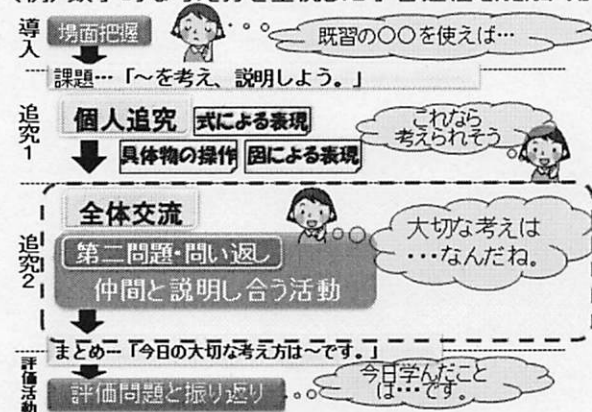 導入
場面把握
既習の○○を使えば…
課題…「～を考え、説明しよう。」
追究1
個人追究
式による表現
具体物の操作
図による表現
これなら
考えられそう
追究2
全体交流
第二問題・問い返し
仲間と説明し合う活動
大切な考えは
・・・なんだね。
まとめ…「今日の大切な考え方は～です。」
評価活動
評価問題と振り返り
今日学んだこと
は・・・です。